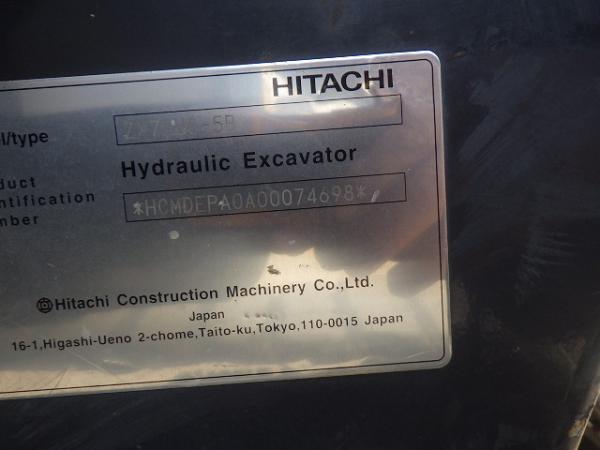 HITACHI
l/type
Hydraulic Excavator
duct
entification *HCMDEPA0A00074698*
mber
Hitachi Construction Machinery Co.,Ltd.
Japan
16-1,Higashi-Ueno 2-chome,Taito-ku,Tokyo,110-0015 Japan